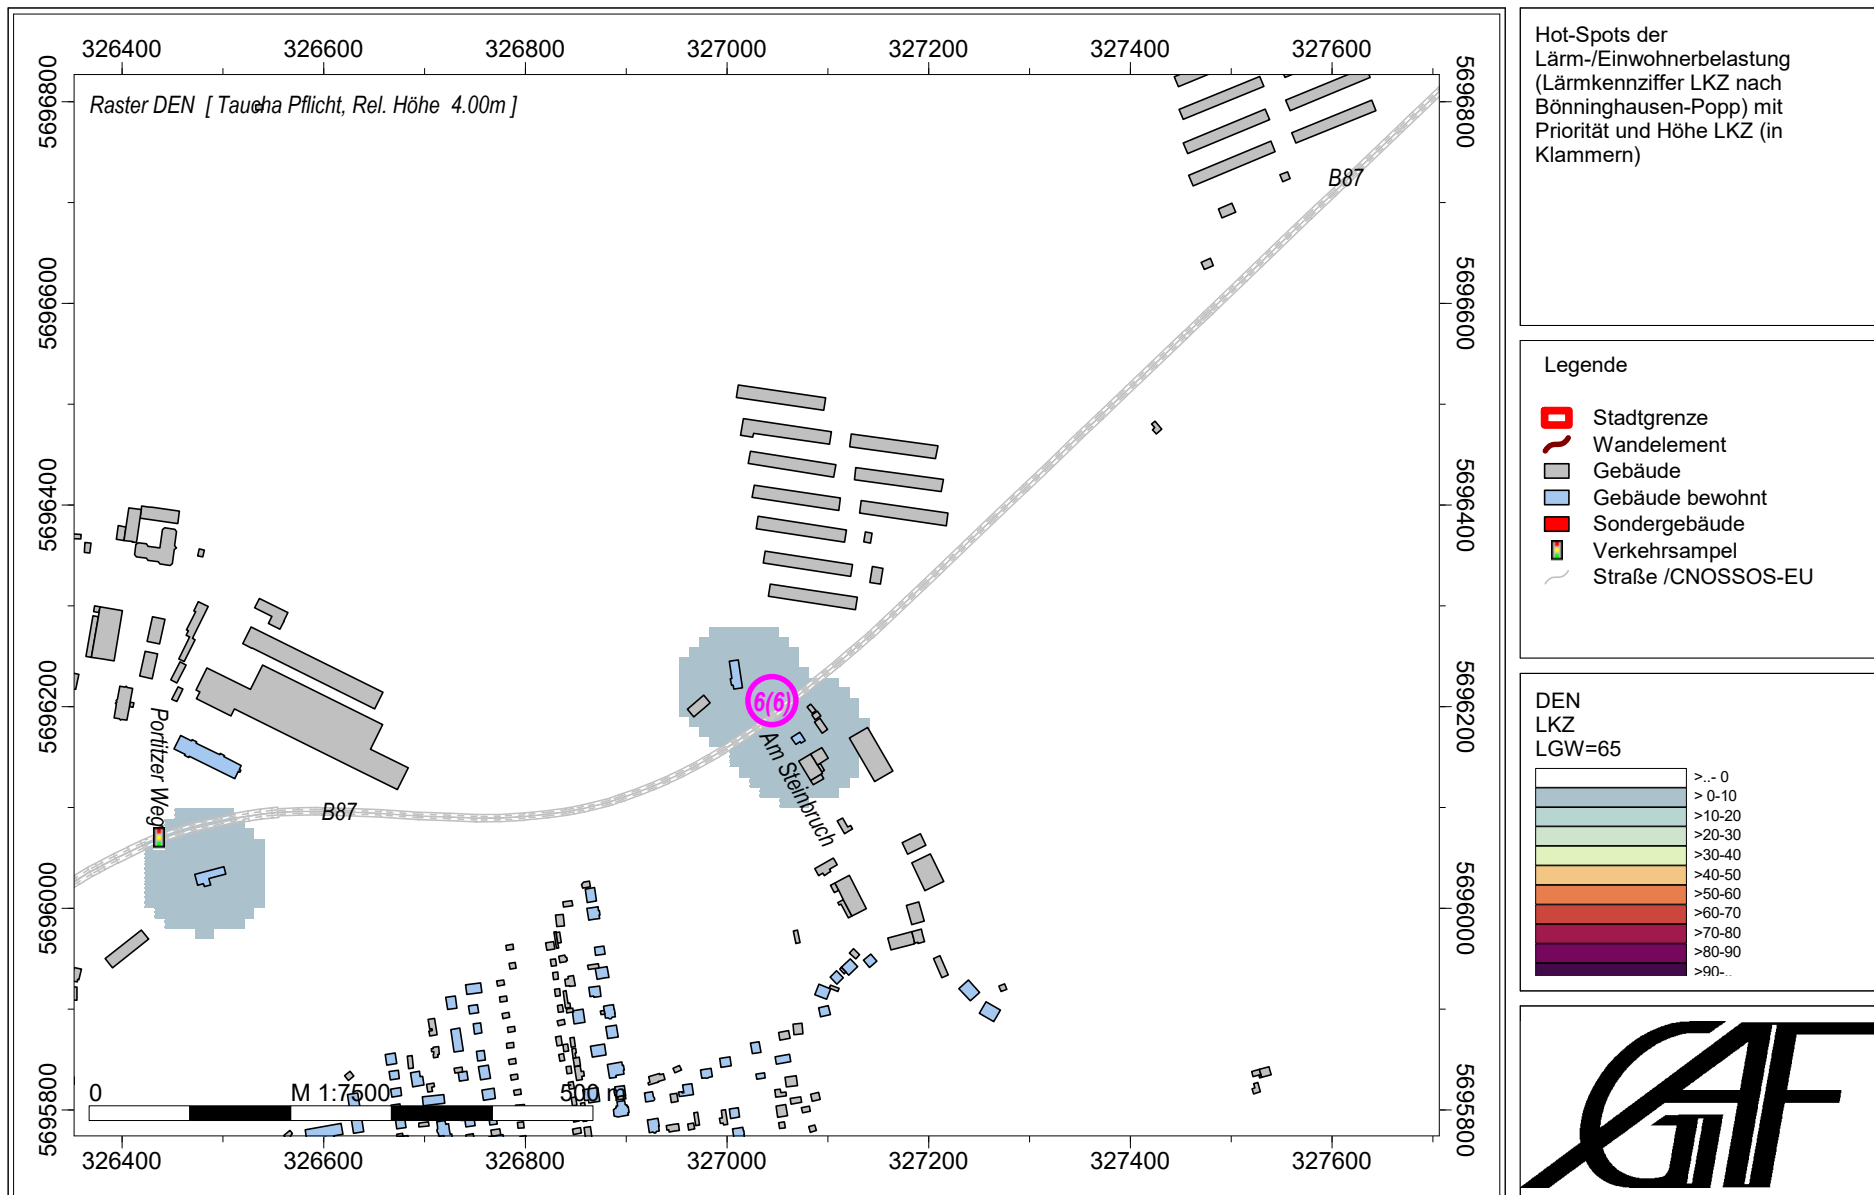 326400 326600 326800 327000 327200 327400 327600
5696800
5696600
5696400
5696200
5696000
5695800
Raster DEN [ Taucha Pflicht, Rel. Höhe 4.00m ]
B87
6(6)
Am Steinbruch
Portitzer Weg
B87
0 M 1:7500 500 m
5696800
5696600
5696400
5696200
5696000
5695800
326400 326600 326800 327000 327200 327400 327600
Hot-Spots der
Lärm-/Einwohnerbelastung
(Lärmkennziffer LKZ nach
Bönninghausen-Popp) mit
Priorität und Höhe LKZ (in
Klammern)
Legende
Stadtgrenze
Wandelement
Gebäude
Gebäude bewohnt
Sondergebäude
Verkehrsampel
Straße /CNOSSOS-EU
DEN
LKZ
LGW=65
>..- 0
> 0-10
>10-20
>20-30
>30-40
>40-50
>50-60
>60-70
>70-80
>80-90
>90-..
GAF